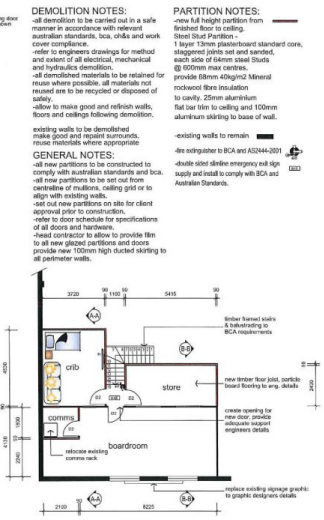 DEMOLITION NOTES:
-all demolition to be carried out in a safe
manner in accordance with relevant
australian standards, bca, oh&s and work
cover compliance.
-refer to engineers drawings for method
and extent of all electrical, mechanical
and hydraulics demolition.
-all demolished materials to be retained for
reuse where possible. all materials not
reused are to be recycled or disposed of
safely.
-allow to make good and refinish walls,
floors and ceilings following demolition.
existing walls to be demolished
make good and repaint surrounds.
reuse materials where appropriate
GENERAL NOTES:
-all new partitions to be constructed to
comply with australian standards and bca.
-all new partitions to be set out from
centreline of mullions, ceiling grid or to
align with existing walls.
-set out new partitions on site for client
approval prior to construction.
-refer to door schedule for specifications
of all doors and hardware.
-head contractor to allow to provide film
to all new glazed partitions and doors
provide new 100mm high ducted skirting to
all perimeter walls.
PARTITION NOTES:
-new full height partition from
finished floor to ceiling.
Steel Stud Partition -
1 layer 13mm plasterboard standard core,
staggered joints set and sanded,
each side of 64mm steel Studs
@ 600mm max centres.
provide 68mm 40kg/m2 Mineral
rockwool fibre insulation
to cavity. 25mm aluminium
flat bar trim to ceiling and 100mm
aluminum skirting to base of wall.
-existing walls to remain
-fire extinguisher to BCA and AS2444-2001
-double sided slimline emergency exit sign
supply and install to comply with BCA and
Australian Standards.
3720 90 1100 90 5415 90
A-A
timber framed stairs
& balustrading to
BCA requirements
B-B
crib
store
new timber floor joist, particle
board flooring to eng. details
2400
comms
create opening for
new door, provide
adequate support
engineers details
boardroom
relocate existing
comms rack
replace existing signage graphic
to graphic designers details
A-A
B-B
2100 8225